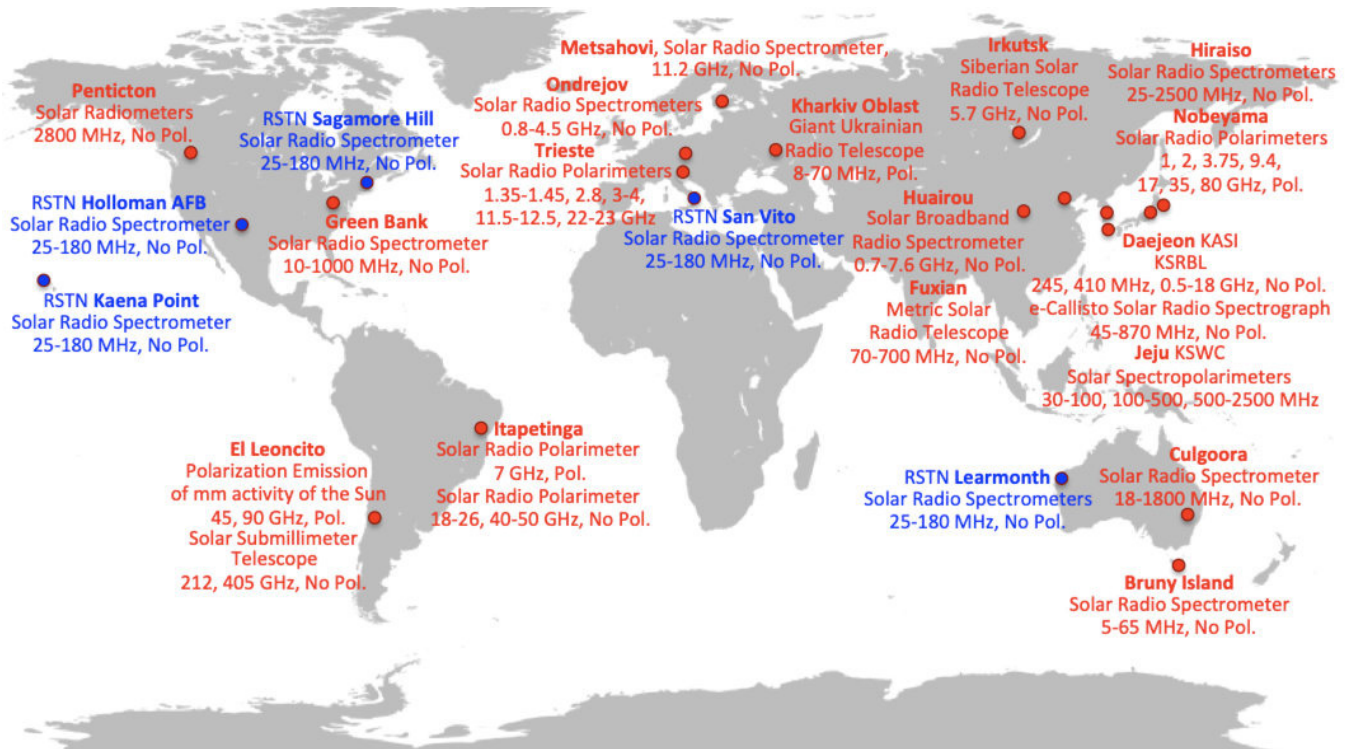 Metsahovi, Solar Radio Spectrometer,
11.2 GHz, No Pol.
Irkutsk
Siberian Solar
Radio Telescope
5.7 GHz, No Pol.
Hiraiso
Solar Radio Spectrometers
25-2500 MHz, No Pol.
Penticton
Solar Radiometers
2800 MHz, No Pol.
RSTN Sagamore Hill
Solar Radio Spectrometer
25-180 MHz, No Pol.
Ondrejov
Solar Radio Spectrometers
0.8-4.5 GHz, No Pol.
Trieste
Solar Radio Polarimeters
1.35-1.45, 2.8, 3-4,
11.5-12.5, 22-23 GHz
Kharkiv Oblast
Giant Ukrainian
Radio Telescope
8-70 MHz, Pol.
Nobeyama
Solar Radio Polarimeters
1, 2, 3.75, 9.4,
17, 35, 80 GHz, Pol.
RSTN Holloman AFB
Solar Radio Spectrometer
25-180 MHz, No Pol.
Green Bank
Solar Radio Spectrometer
10-1000 MHz, No Pol.
RSTN San Vito
Solar Radio Spectrometer
25-180 MHz, No Pol.
Huairou
Solar Broadband
Radio Spectrometer
0.7-7.6 GHz, No Pol.
Fuxian
Metric Solar
Radio Telescope
70-700 MHz, No Pol.
Daejeon KASI
KSRBL
245, 410 MHz, 0.5-18 GHz, No Pol.
e-Callisto Solar Radio Spectrograph
45-870 MHz, No Pol.
Jeju KSWC
Solar Spectropolarimeters
30-100, 100-500, 500-2500 MHz
RSTN Kaena Point
Solar Radio Spectrometer
25-180 MHz, No Pol.
El Leoncito
Polarization Emission
of mm activity of the Sun
45, 90 GHz, Pol.
Solar Submillimeter
Telescope
212, 405 GHz, No Pol.
Itapetinga
Solar Radio Polarimeter
7 GHz, Pol.
Solar Radio Polarimeter
18-26, 40-50 GHz, No Pol.
RSTN Learmonth
Solar Radio Spectrometers
25-180 MHz, No Pol.
Culgoora
Solar Radio Spectrometer
18-1800 MHz, No Pol.
Bruny Island
Solar Radio Spectrometer
5-65 MHz, No Pol.